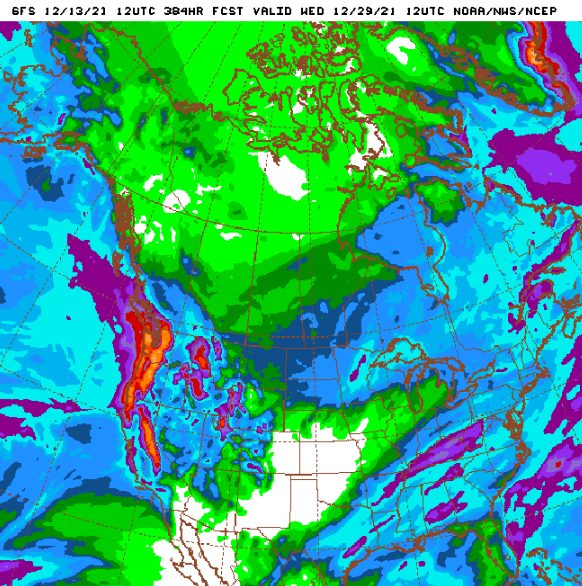 GFS 12/13/21 12UTC 384HR FCST VALID WED 12/29/21 12UTC NOAA/NWS/NCEP